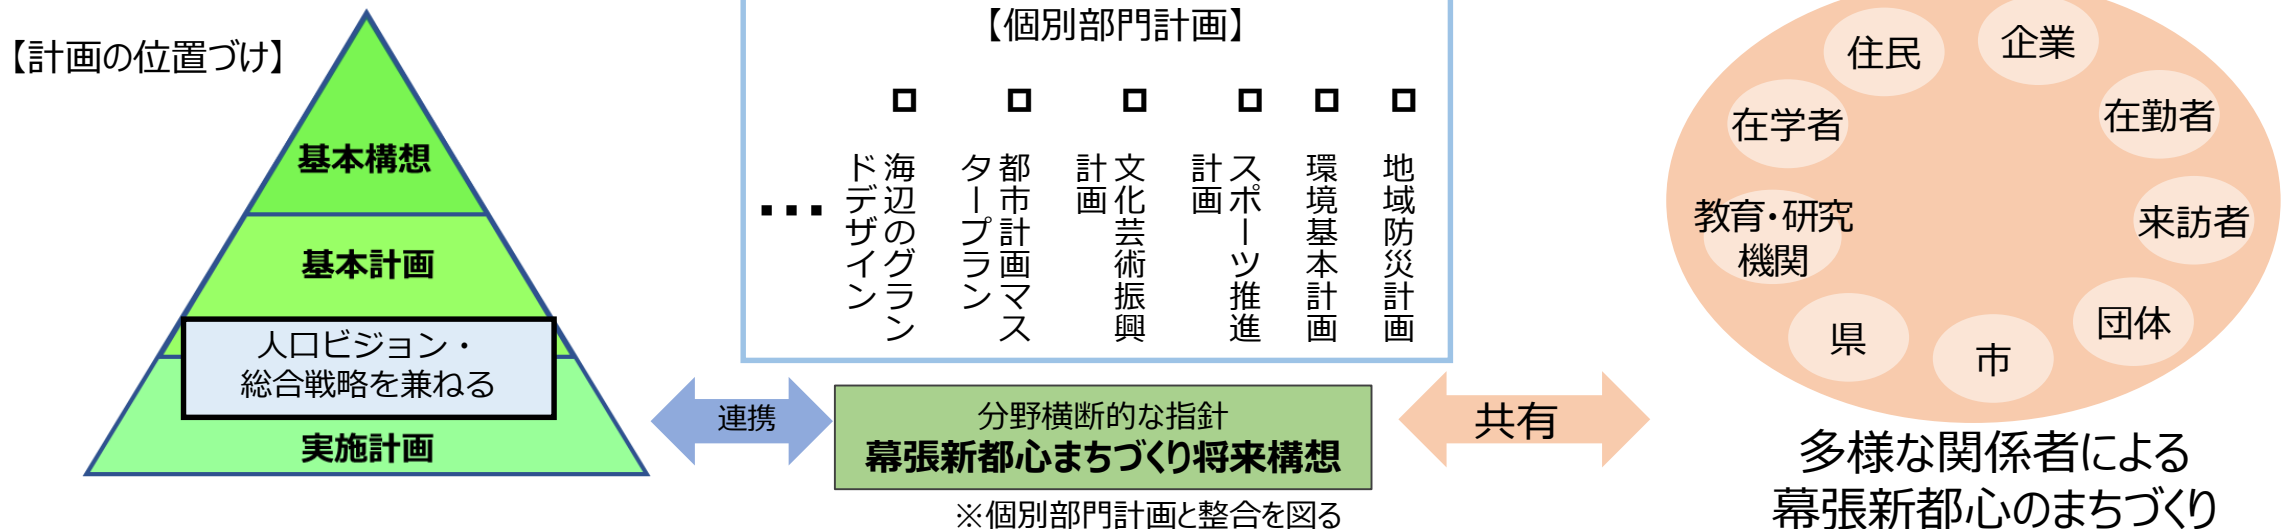 【計画の位置づけ】
基本構想
基本計画
人口ビジョン・
総合戦略を兼ねる
実施計画
連携
【個別部門計画】
地域防災計画
環境基本計画
スポーツ推進
計画
文化芸術振興
計画
都市計画マス
タープラン
海辺のグラン
ドデザイン
…
分野横断的な指針
幕張新都心まちづくり将来構想
※個別部門計画と整合を図る
共有
住民
企業
在学者
在勤者
教育・研究
機関
来訪者
県
市
団体
多様な関係者による
幕張新都心のまちづくり